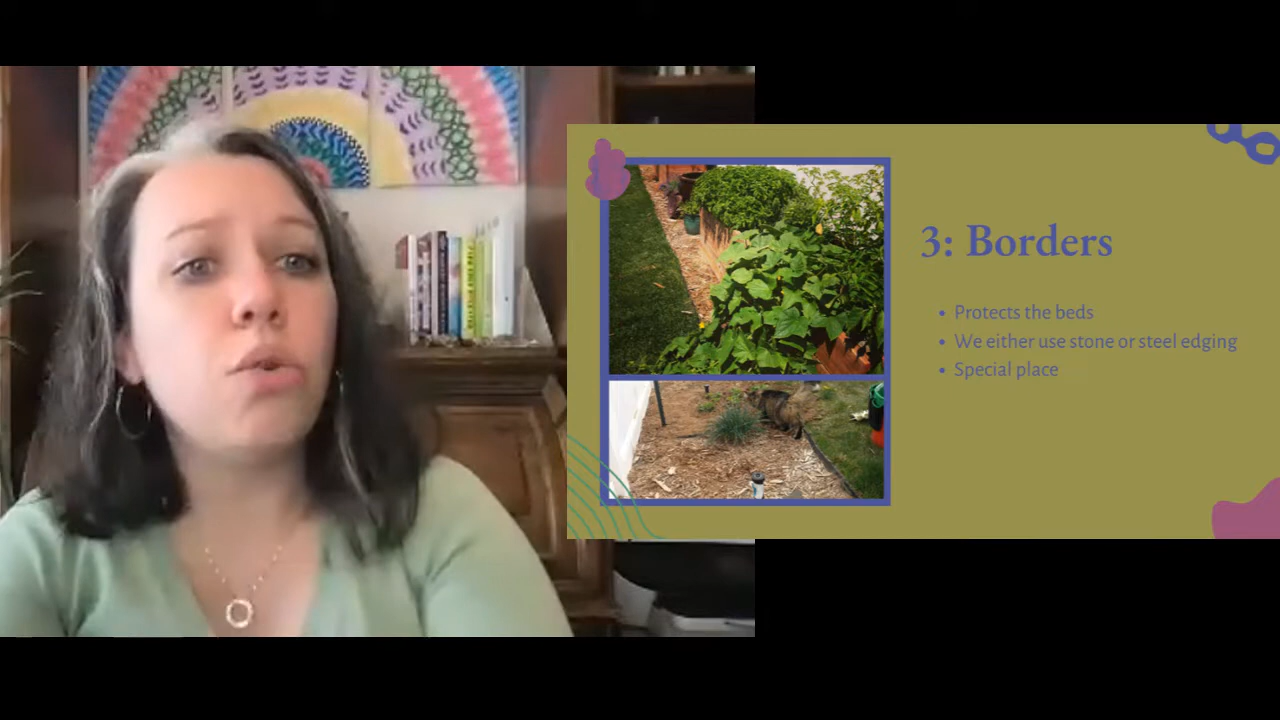 3: Borders
• Protects the beds
• We either use stone or steel edging
• Special place